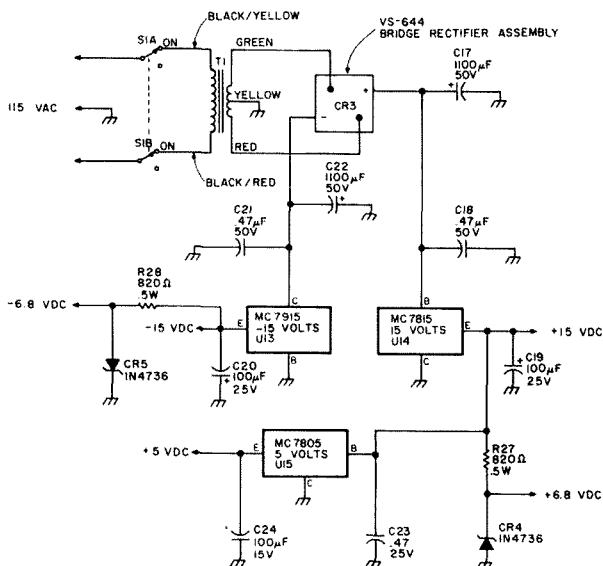 BLACK/YELLOW
VS-644
BRIDGE RECTIFIER ASSEMBLY
S1A
ON
GREEN
C17
1100µF
50V
+
T1
YELLOW
CR3
+
−
115 VAC
S1B
ON
RED
BLACK/RED
C22
1100µF
50V
+
C21
.47µF
50V
C18
.47µF
50V
R28
820Ω
.5W
-6.8 VDC
-15 VDC
E
C
MC7915
-15 VOLTS
U13
B
B
MC7815
15 VOLTS
U14
E
C
+15 VDC
CR5
1N4736
C20
100µF
25V
+
+
C19
100µF
25V
+5 VDC
E
MC7805
5 VOLTS
U15
B
C
R27
820Ω
.5W
+6.8 VDC
C24
100µF
15V
C23
.47
25V
CR4
1N4736